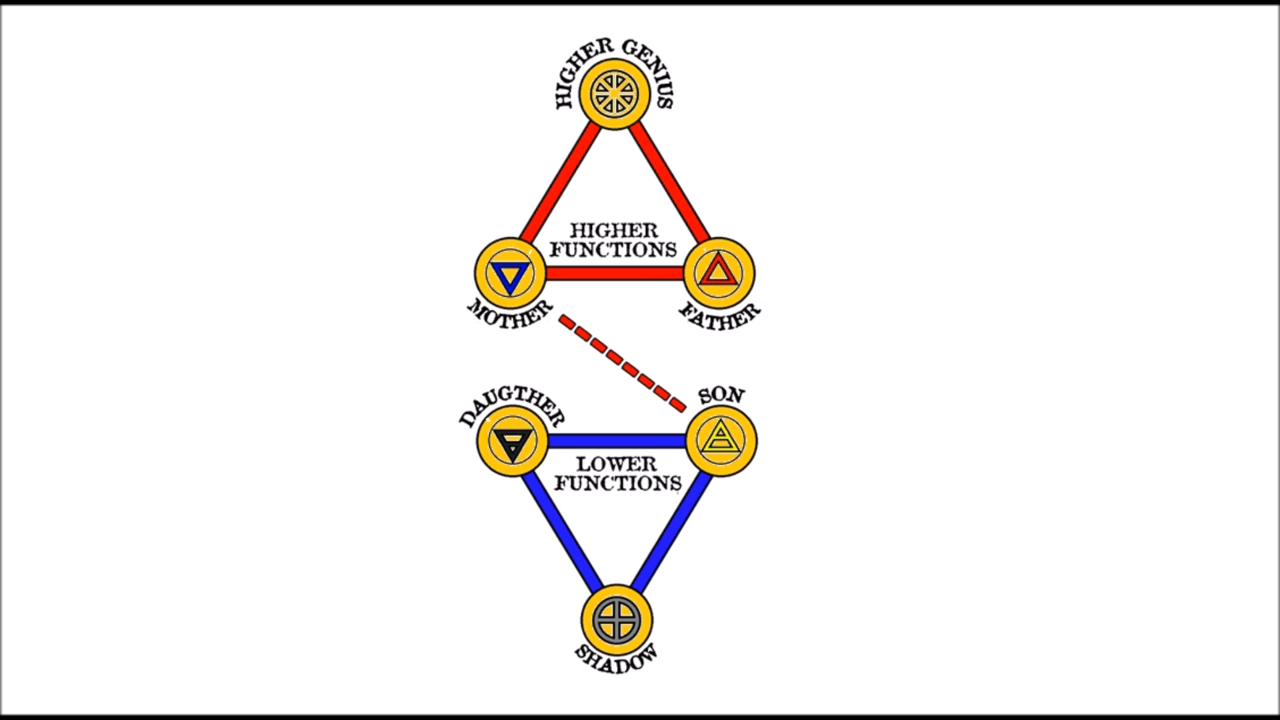 HIGHER GENIUS
HIGHER
FUNCTIONS
MOTHER
FATHER
DAUGTHER
SON
LOWER
FUNCTIONS
SHADOW